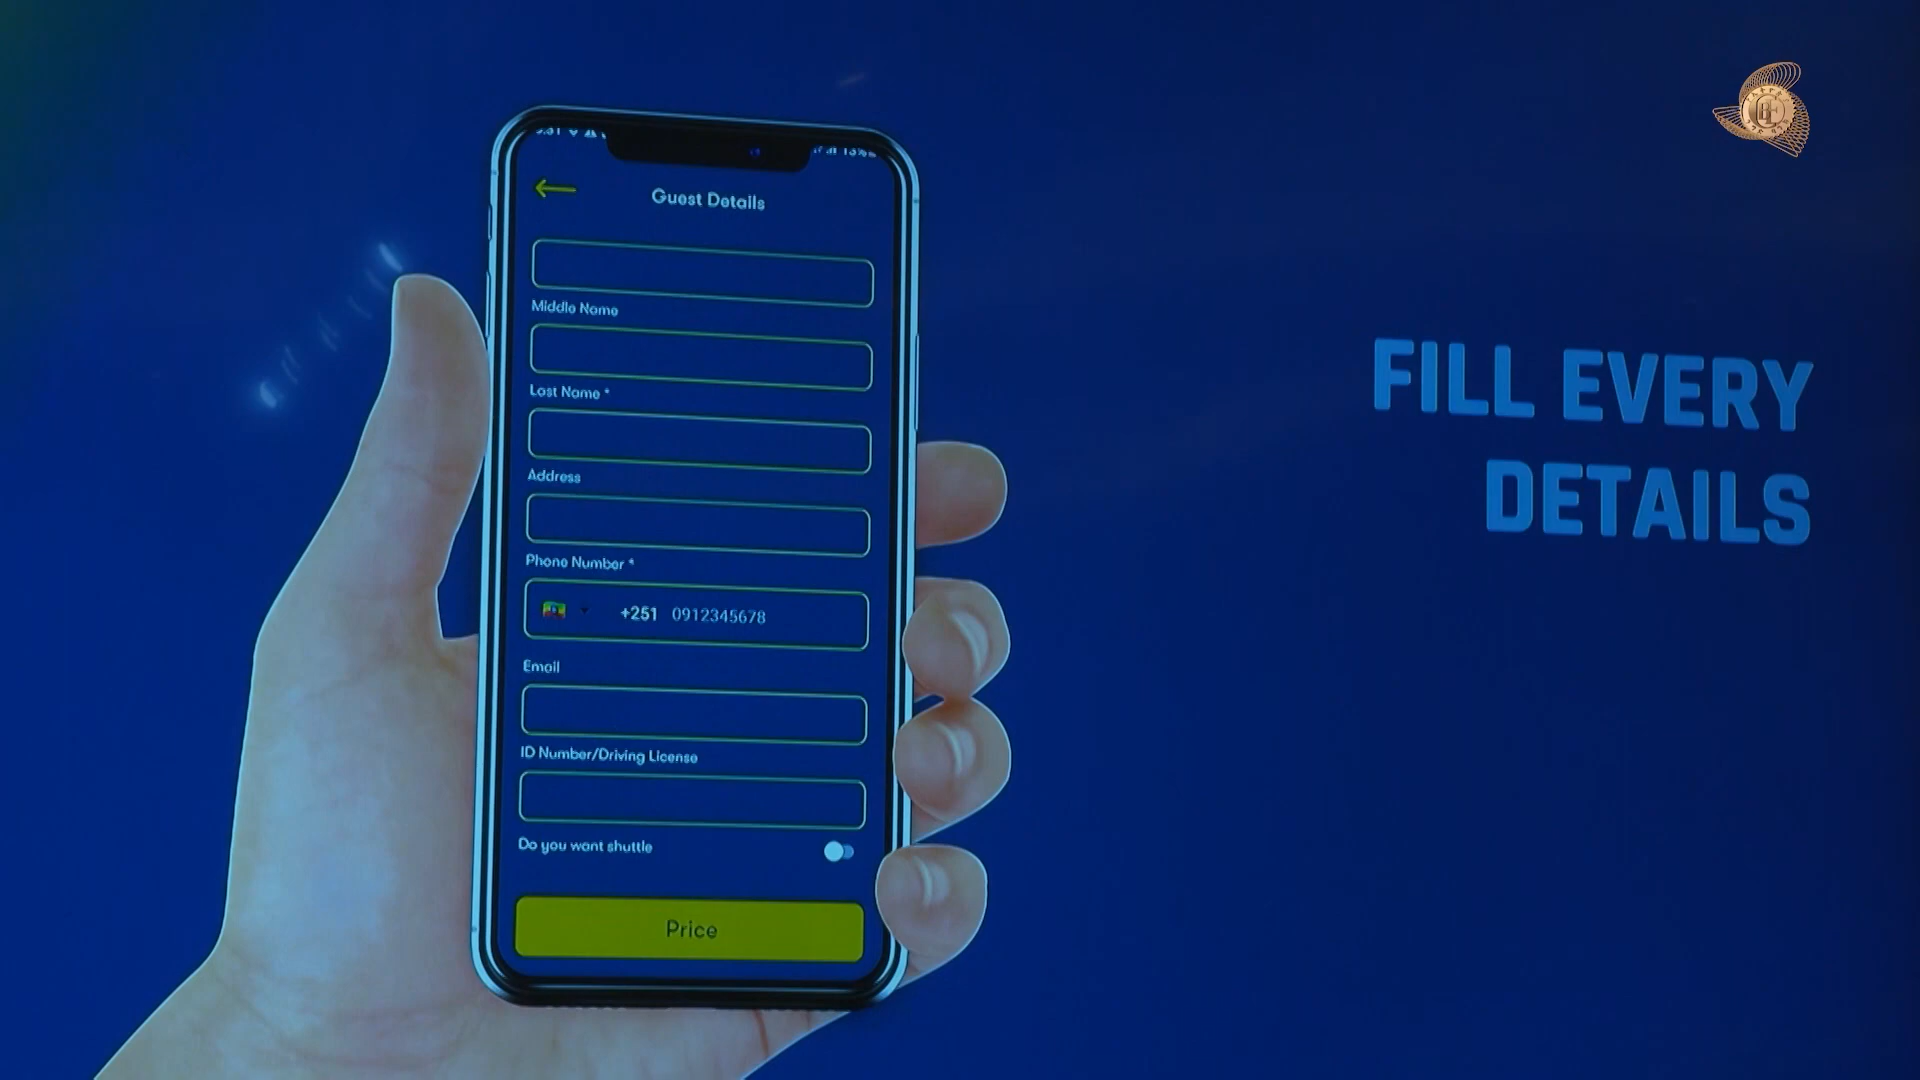 Guest Details
Middle Name
Last Name *
Address
Phone Number *
+251 0912345678
Email
ID Number/Driving License
Do you want shuttle
Price
FILL EVERY
DETAILS